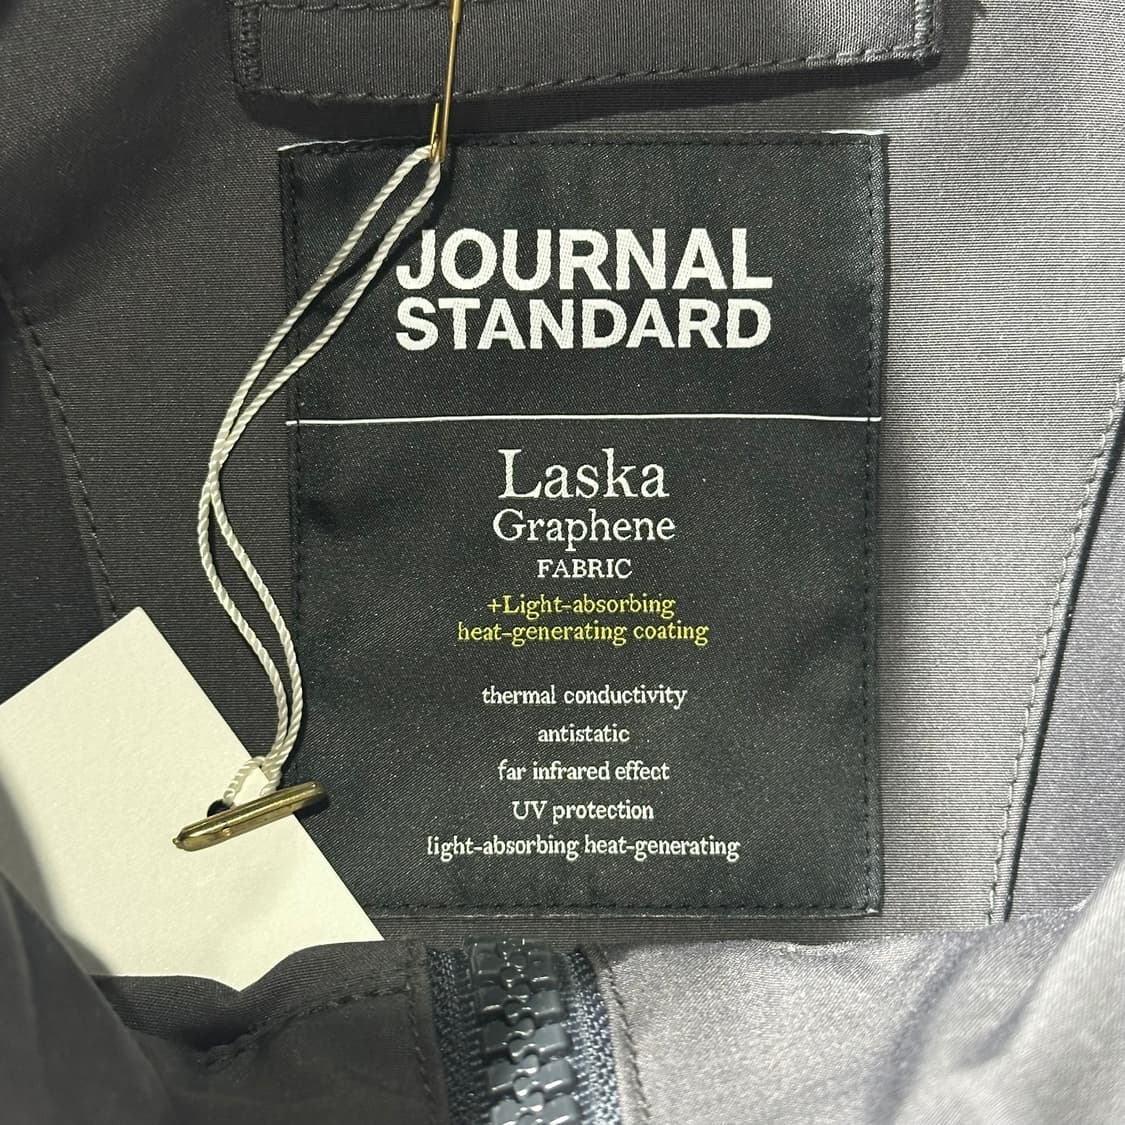 JOURNAL
STANDARD
Laska
Graphene
FABRIC
+Light-absorbing
heat-generating coating
thermal conductivity
antistatic
far infrared effect
UV protection
light-absorbing heat-generating